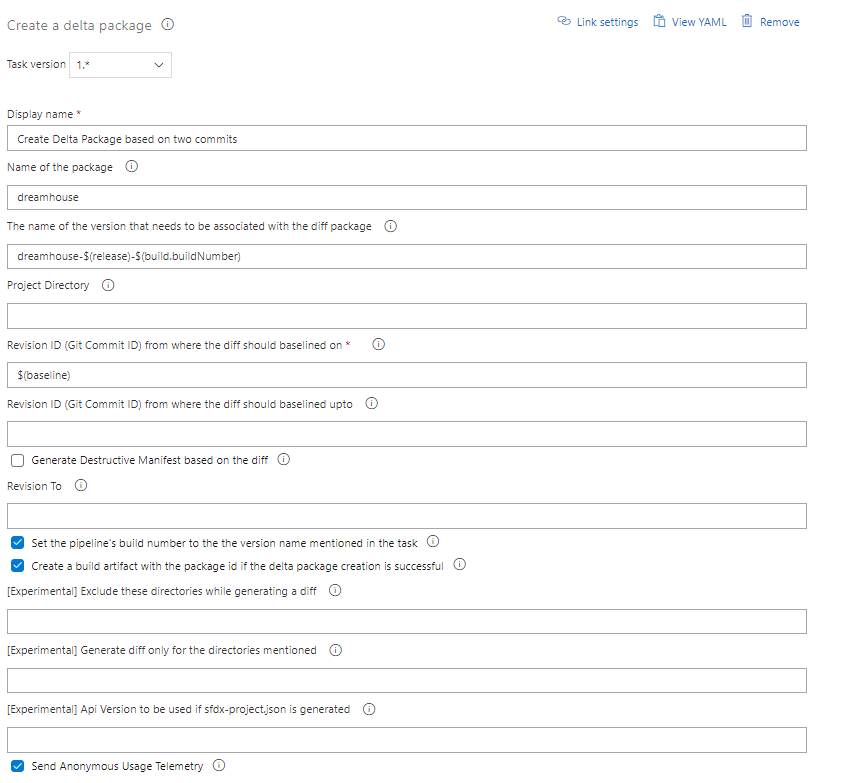 Create a delta package
Link settings View YAML Remove
Task version 1.*
Display name *
Create Delta Package based on two commits
Name of the package
dreamhouse
The name of the version that needs to be associated with the diff package
dreamhouse-$(release)-$(build.buildNumber)
Project Directory
Revision ID (Git Commit ID) from where the diff should baselined on *
$(baseline)
Revision ID (Git Commit ID) from where the diff should baselined upto
Generate Destructive Manifest based on the diff
Revision To
Set the pipeline's build number to the the version name mentioned in the task
Create a build artifact with the package id if the delta package creation is successful
[Experimental] Exclude these directories while generating a diff
[Experimental] Generate diff only for the directories mentioned
[Experimental] Api Version to be used if sfdx-project.json is generated
Send Anonymous Usage Telemetry